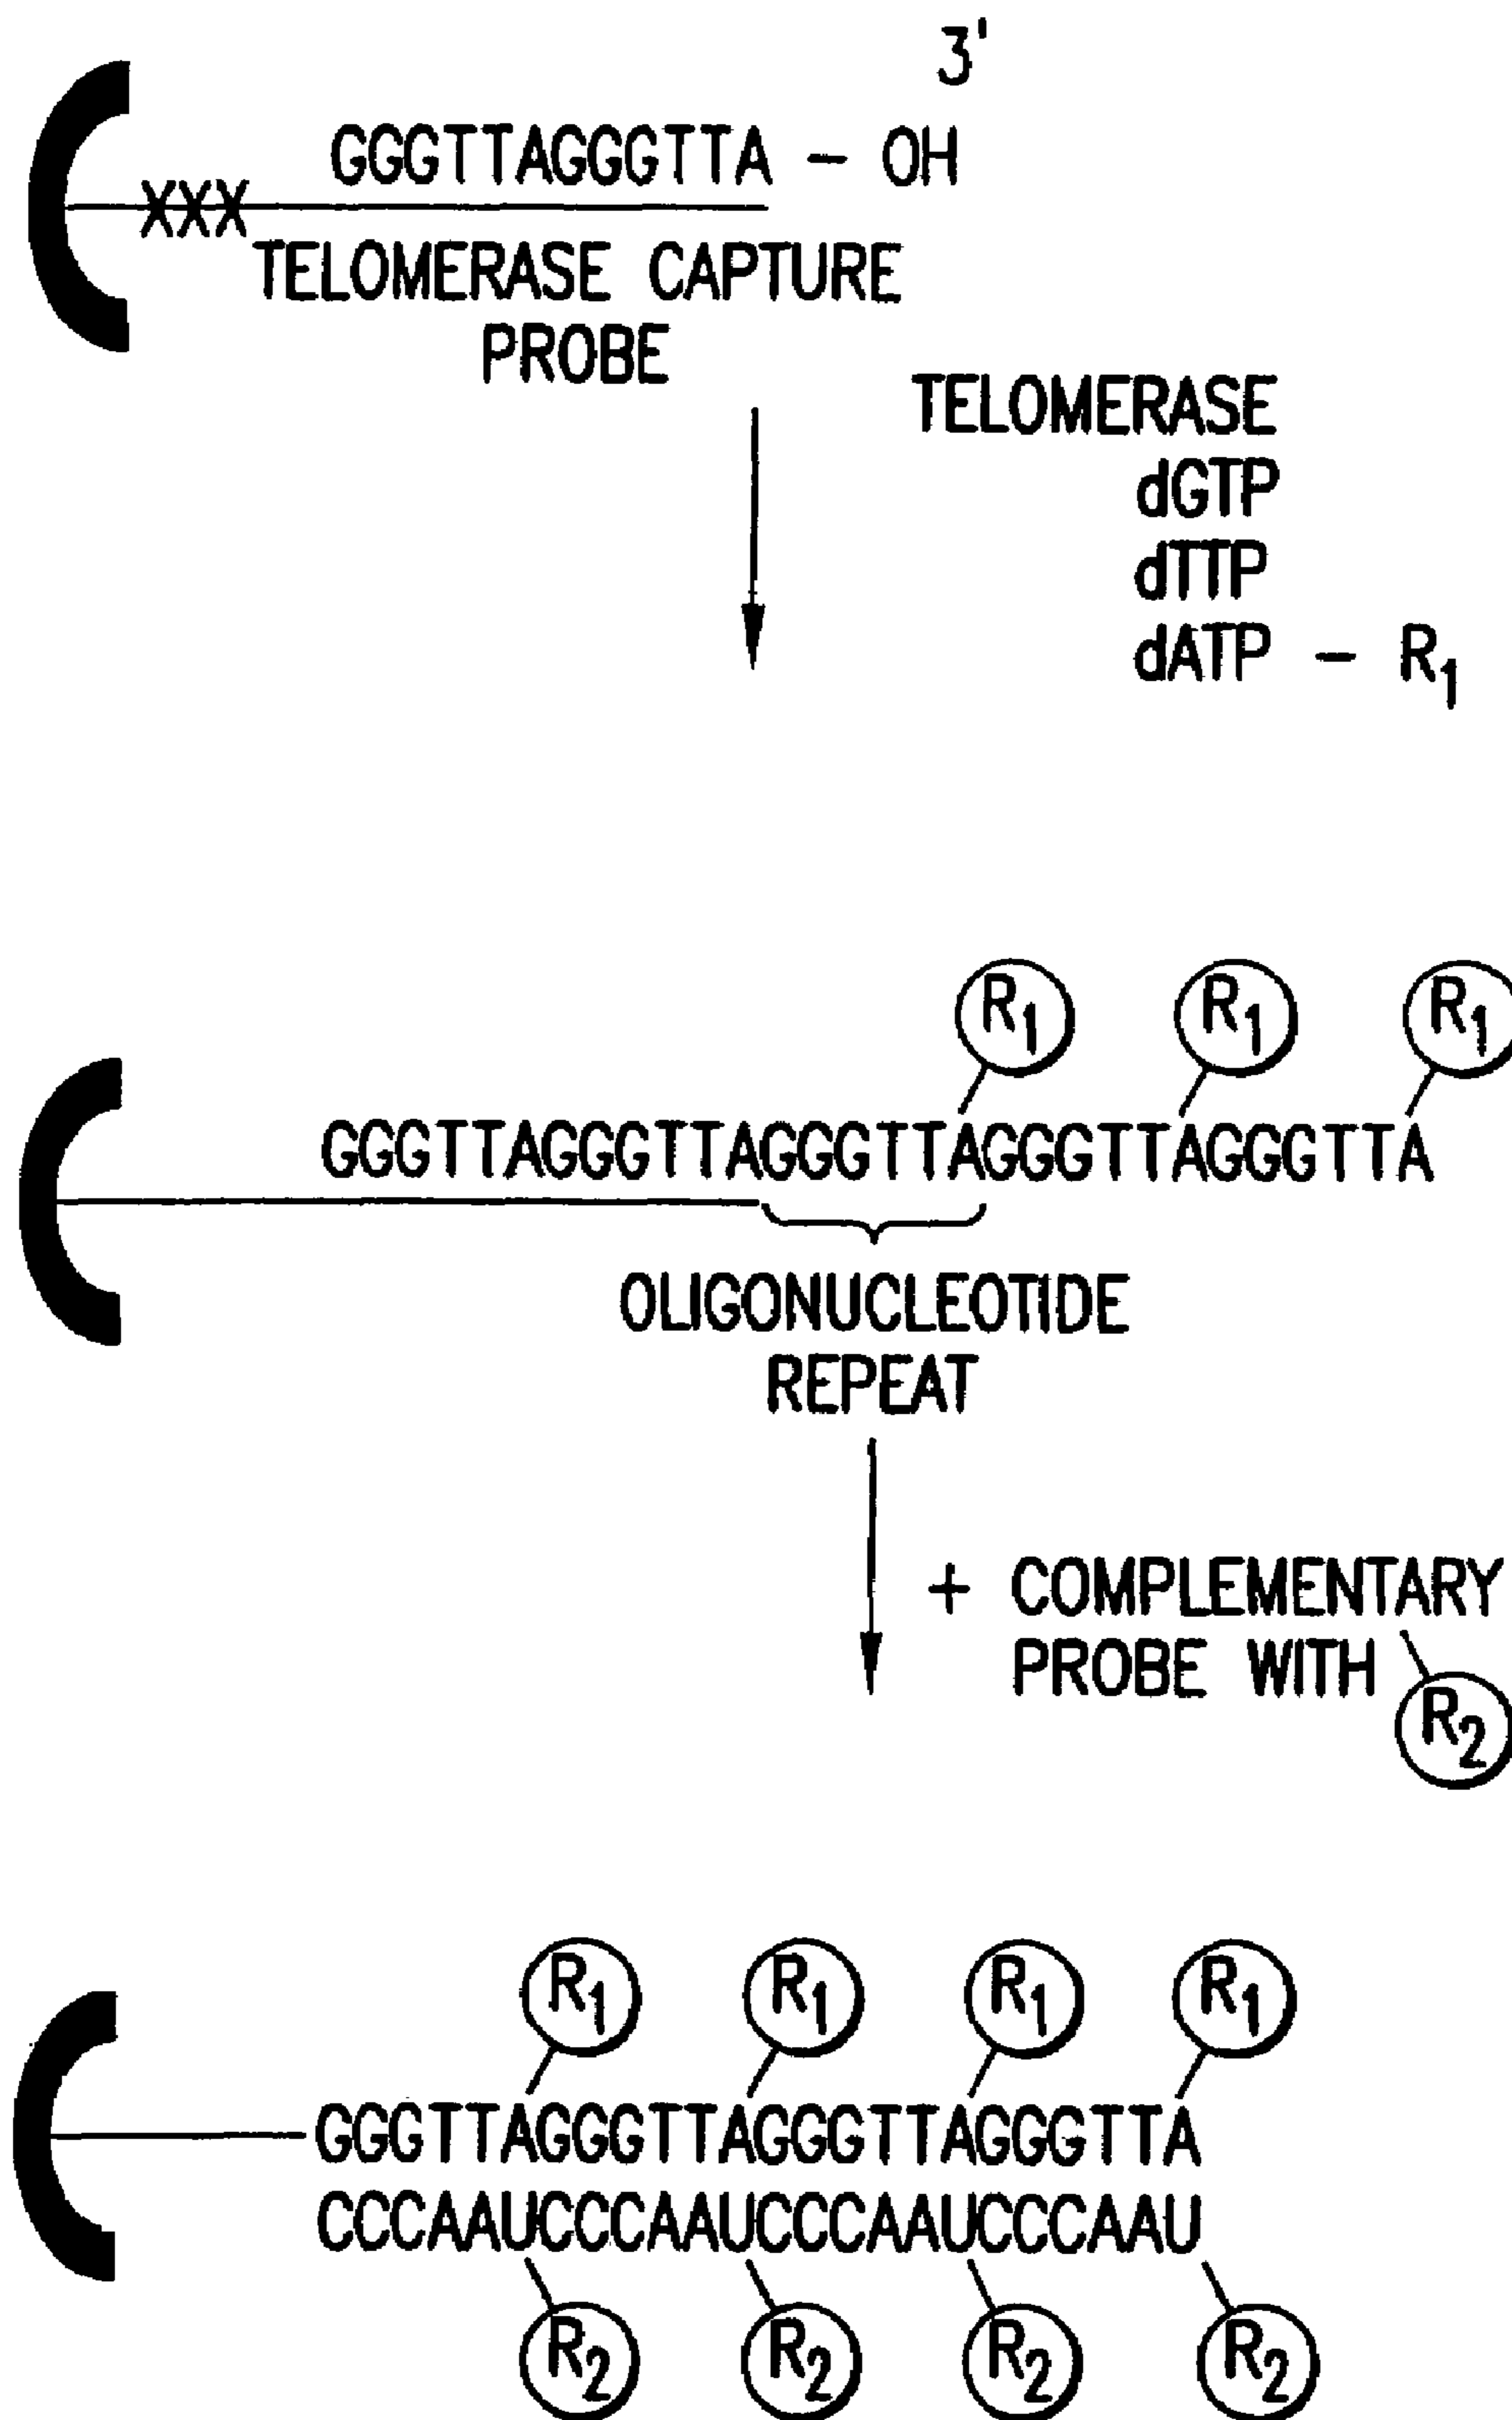 3'
GGGTTAGGGTTA – OH
XXX
TELOMERASE CAPTURE
PROBE
TELOMERASE
dGTP
dTTP
dATP – R1
R1 R1 R1
GGGTTAGGGTTAGGGTTAGGGTTAGGGTTA
OLIGONUCLEOTIDE
REPEAT
+ COMPLEMENTARY
PROBE WITH
R2
R1 R1 R1 R1
GGGTTAGGGTTAGGGTTAGGGTTA
CCCAAUCCCAAUCCCAAUCCCAAU
R2 R2 R2 R2